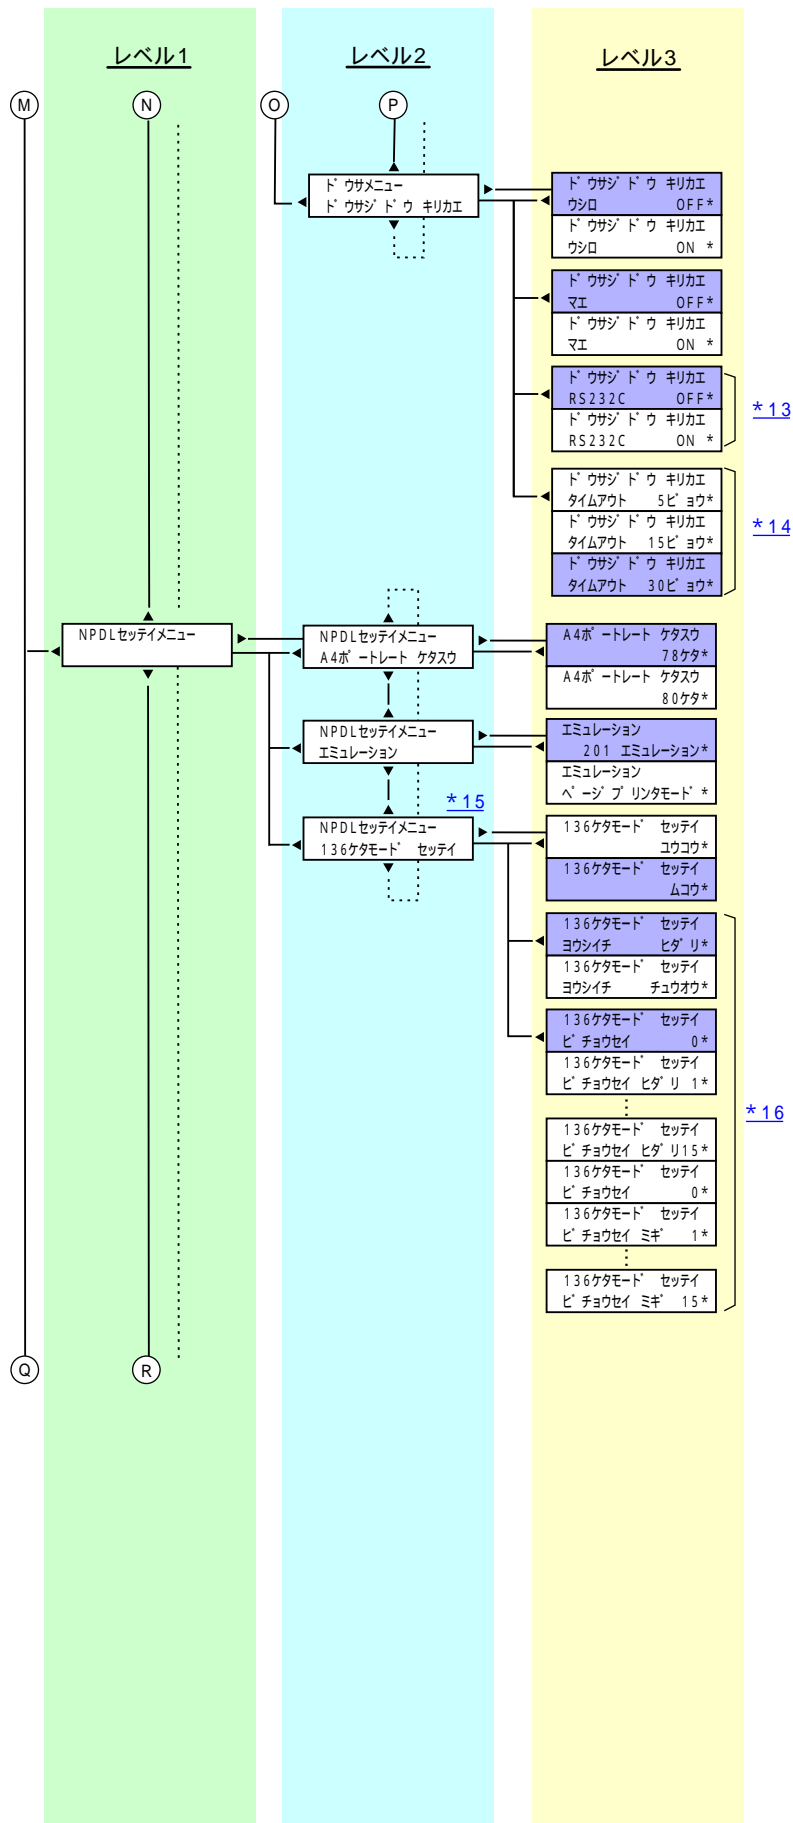 レベル1
レベル2
レベル3
M
N
O
P
ド ウサメニュー
ド ウサジ ド ウ キリカエ
ド ウサジ ド ウ キリカエ
ウシロ OFF*
ド ウサジ ド ウ キリカエ
ウシロ ON *
ド ウサジ ド ウ キリカエ
マエ OFF*
ド ウサジ ド ウ キリカエ
マエ ON *
ド ウサジ ド ウ キリカエ
RS232C OFF*
ド ウサジ ド ウ キリカエ
RS232C ON *
*13
ド ウサジ ド ウ キリカエ
タイムアウト 5ビ ョウ*
ド ウサジ ド ウ キリカエ
タイムアウト 15ビ ョウ*
ド ウサジ ド ウ キリカエ
タイムアウト 30ビ ョウ*
*14
NPDLセッテイメニュー
NPDLセッテイメニュー
A4ポ ートレート ケタスウ
A4ポ ートレート ケタスウ
78ケタ*
A4ポ ートレート ケタスウ
80ケタ*
NPDLセッテイメニュー
エミュレーション
エミュレーション
201 エミュレーション*
エミュレーション
ペ ージ プ リンタモード *
*15
NPDLセッテイメニュー
136ケタモード セッテイ
136ケタモード セッテイ
ユウコウ*
136ケタモード セッテイ
ムコウ*
136ケタモード セッテイ
ヨウシイチ ヒダ リ*
136ケタモード セッテイ
ヨウシイチ チュウオウ*
136ケタモード セッテイ
ビ チョウセイ 0*
136ケタモード セッテイ
ビ チョウセイ ヒダ リ 1*
136ケタモード セッテイ
ビ チョウセイ ヒダ リ15*
136ケタモード セッテイ
ビ チョウセイ 0*
136ケタモード セッテイ
ビ チョウセイ ミギ 1*
136ケタモード セッテイ
ビ チョウセイ ミギ 15*
*16
Q
R